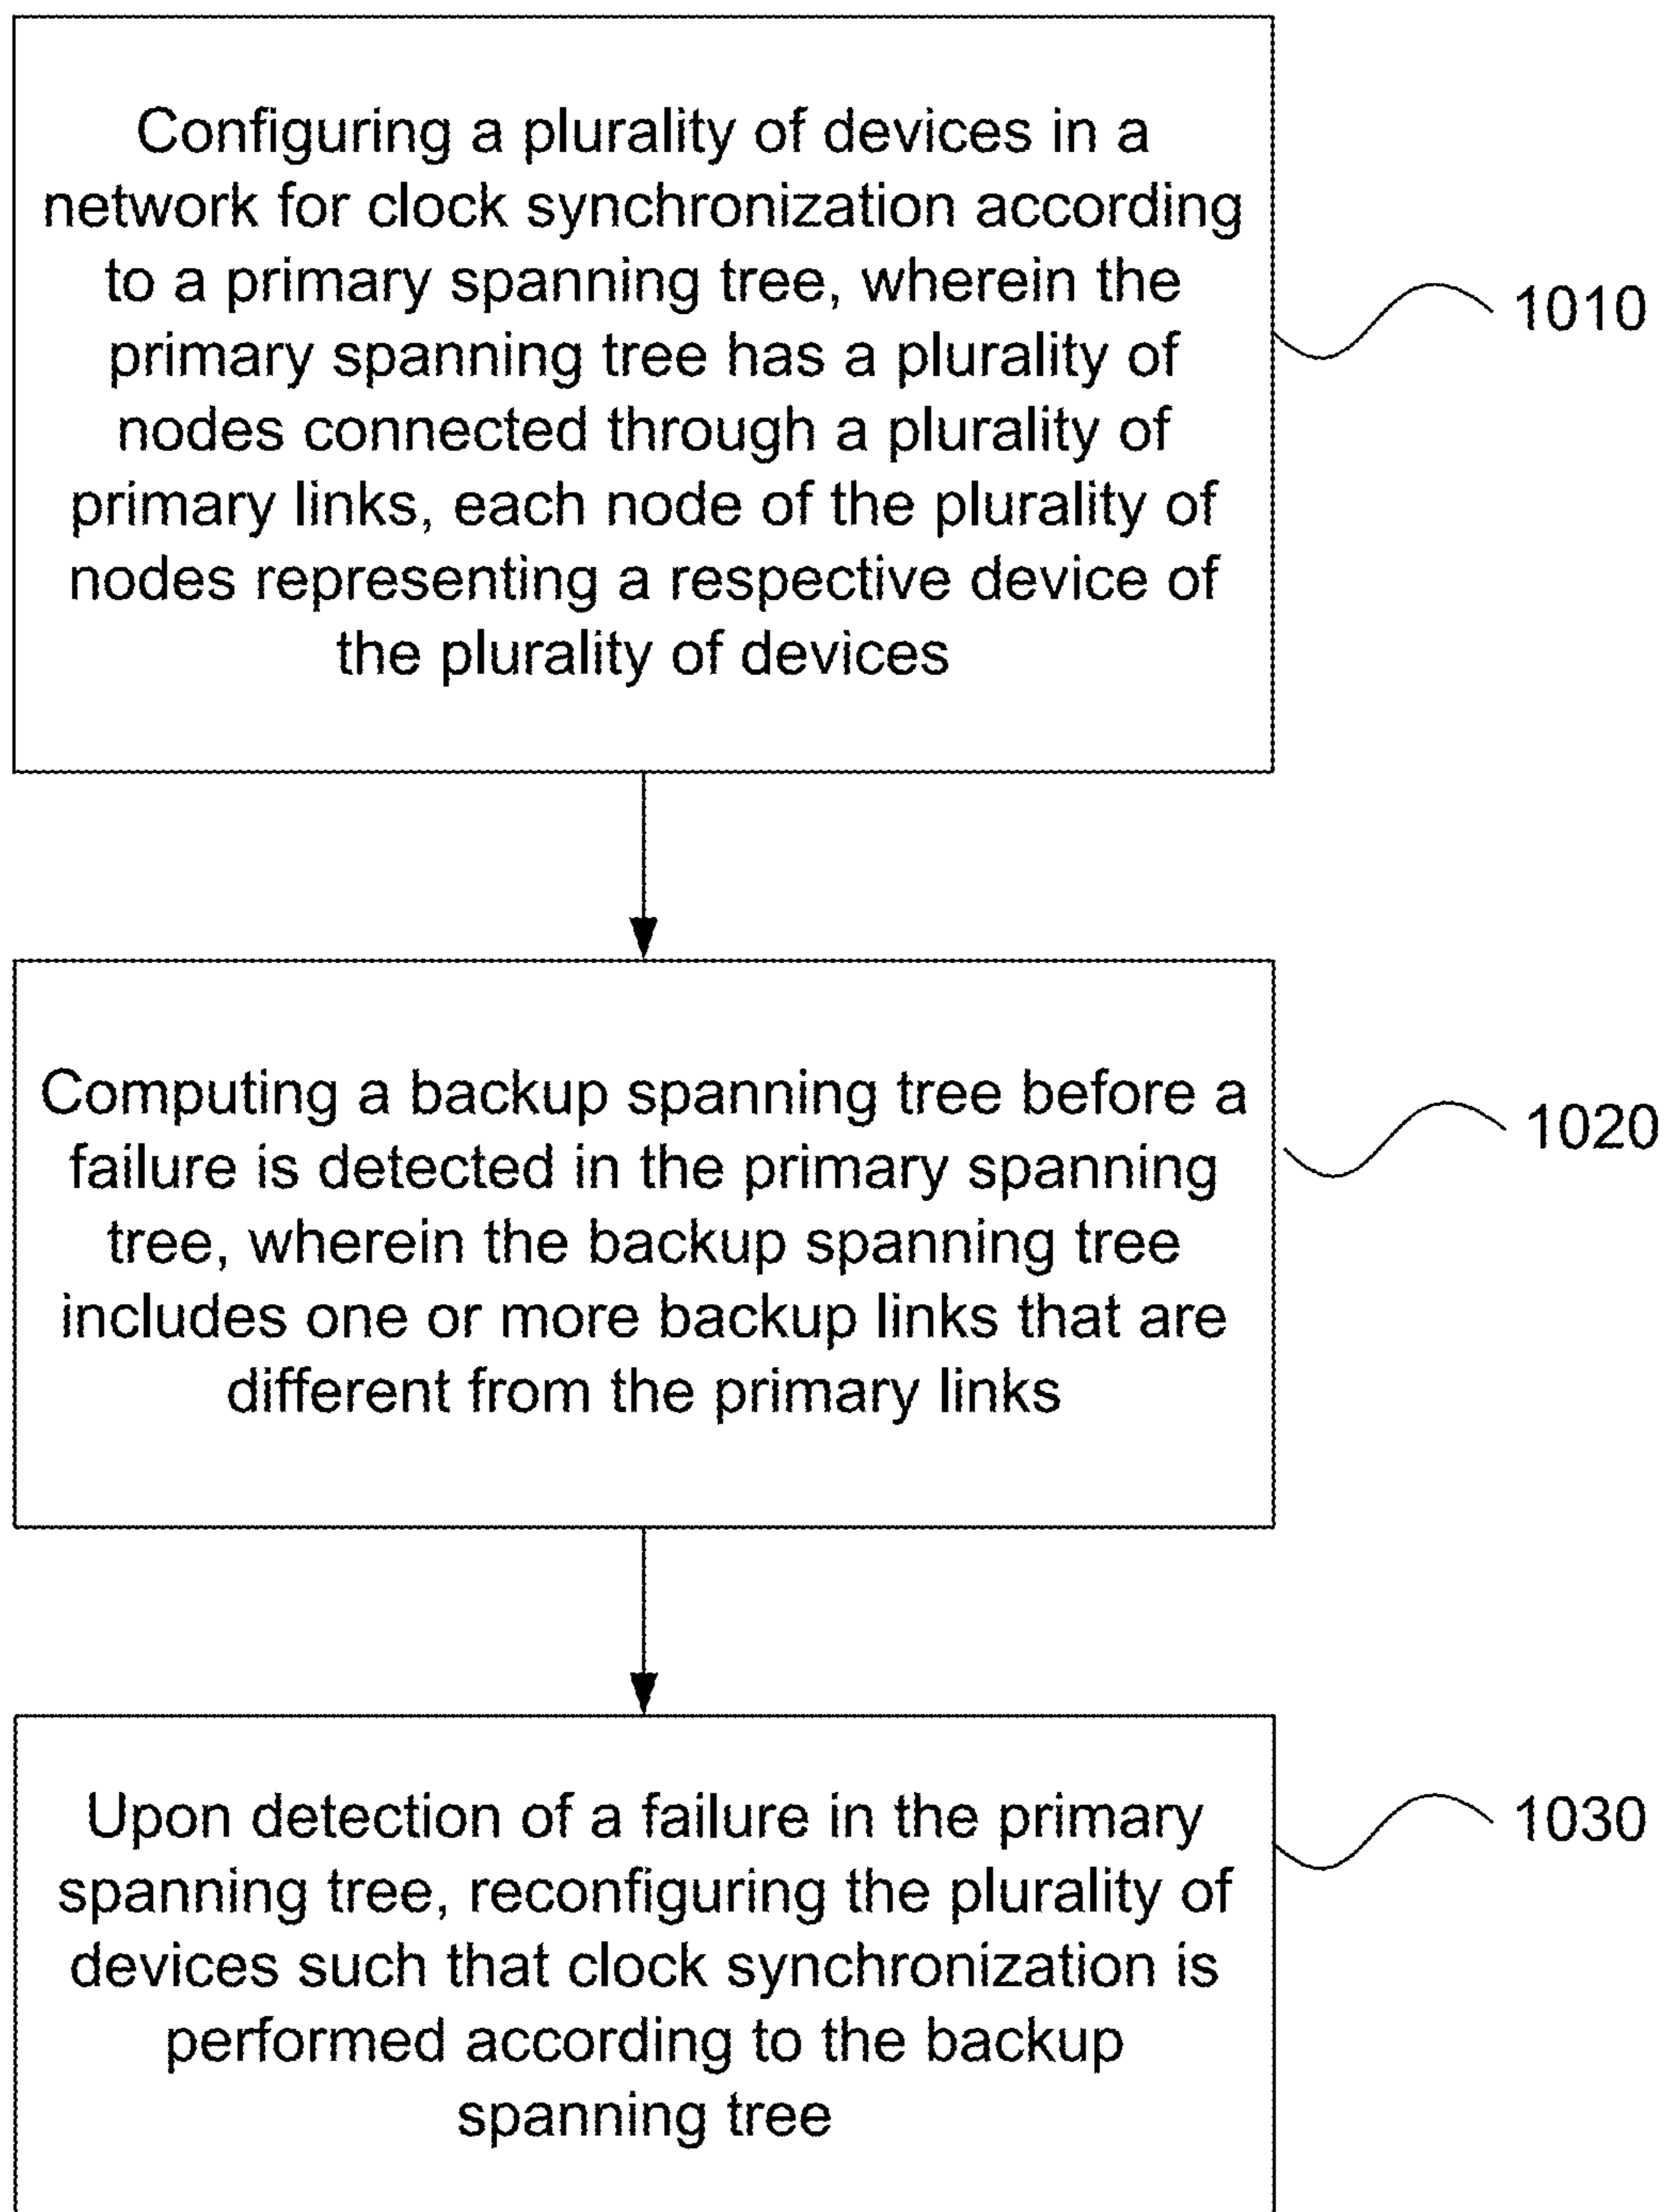 Configuring a plurality of devices in a
network for clock synchronization according
to a primary spanning tree, wherein the
primary spanning tree has a plurality of
nodes connected through a plurality of
primary links, each node of the plurality of
nodes representing a respective device of
the plurality of devices
1010
Computing a backup spanning tree before a
failure is detected in the primary spanning
tree, wherein the backup spanning tree
includes one or more backup links that are
different from the primary links
1020
Upon detection of a failure in the primary
spanning tree, reconfiguring the plurality of
devices such that clock synchronization is
performed according to the backup
spanning tree
1030